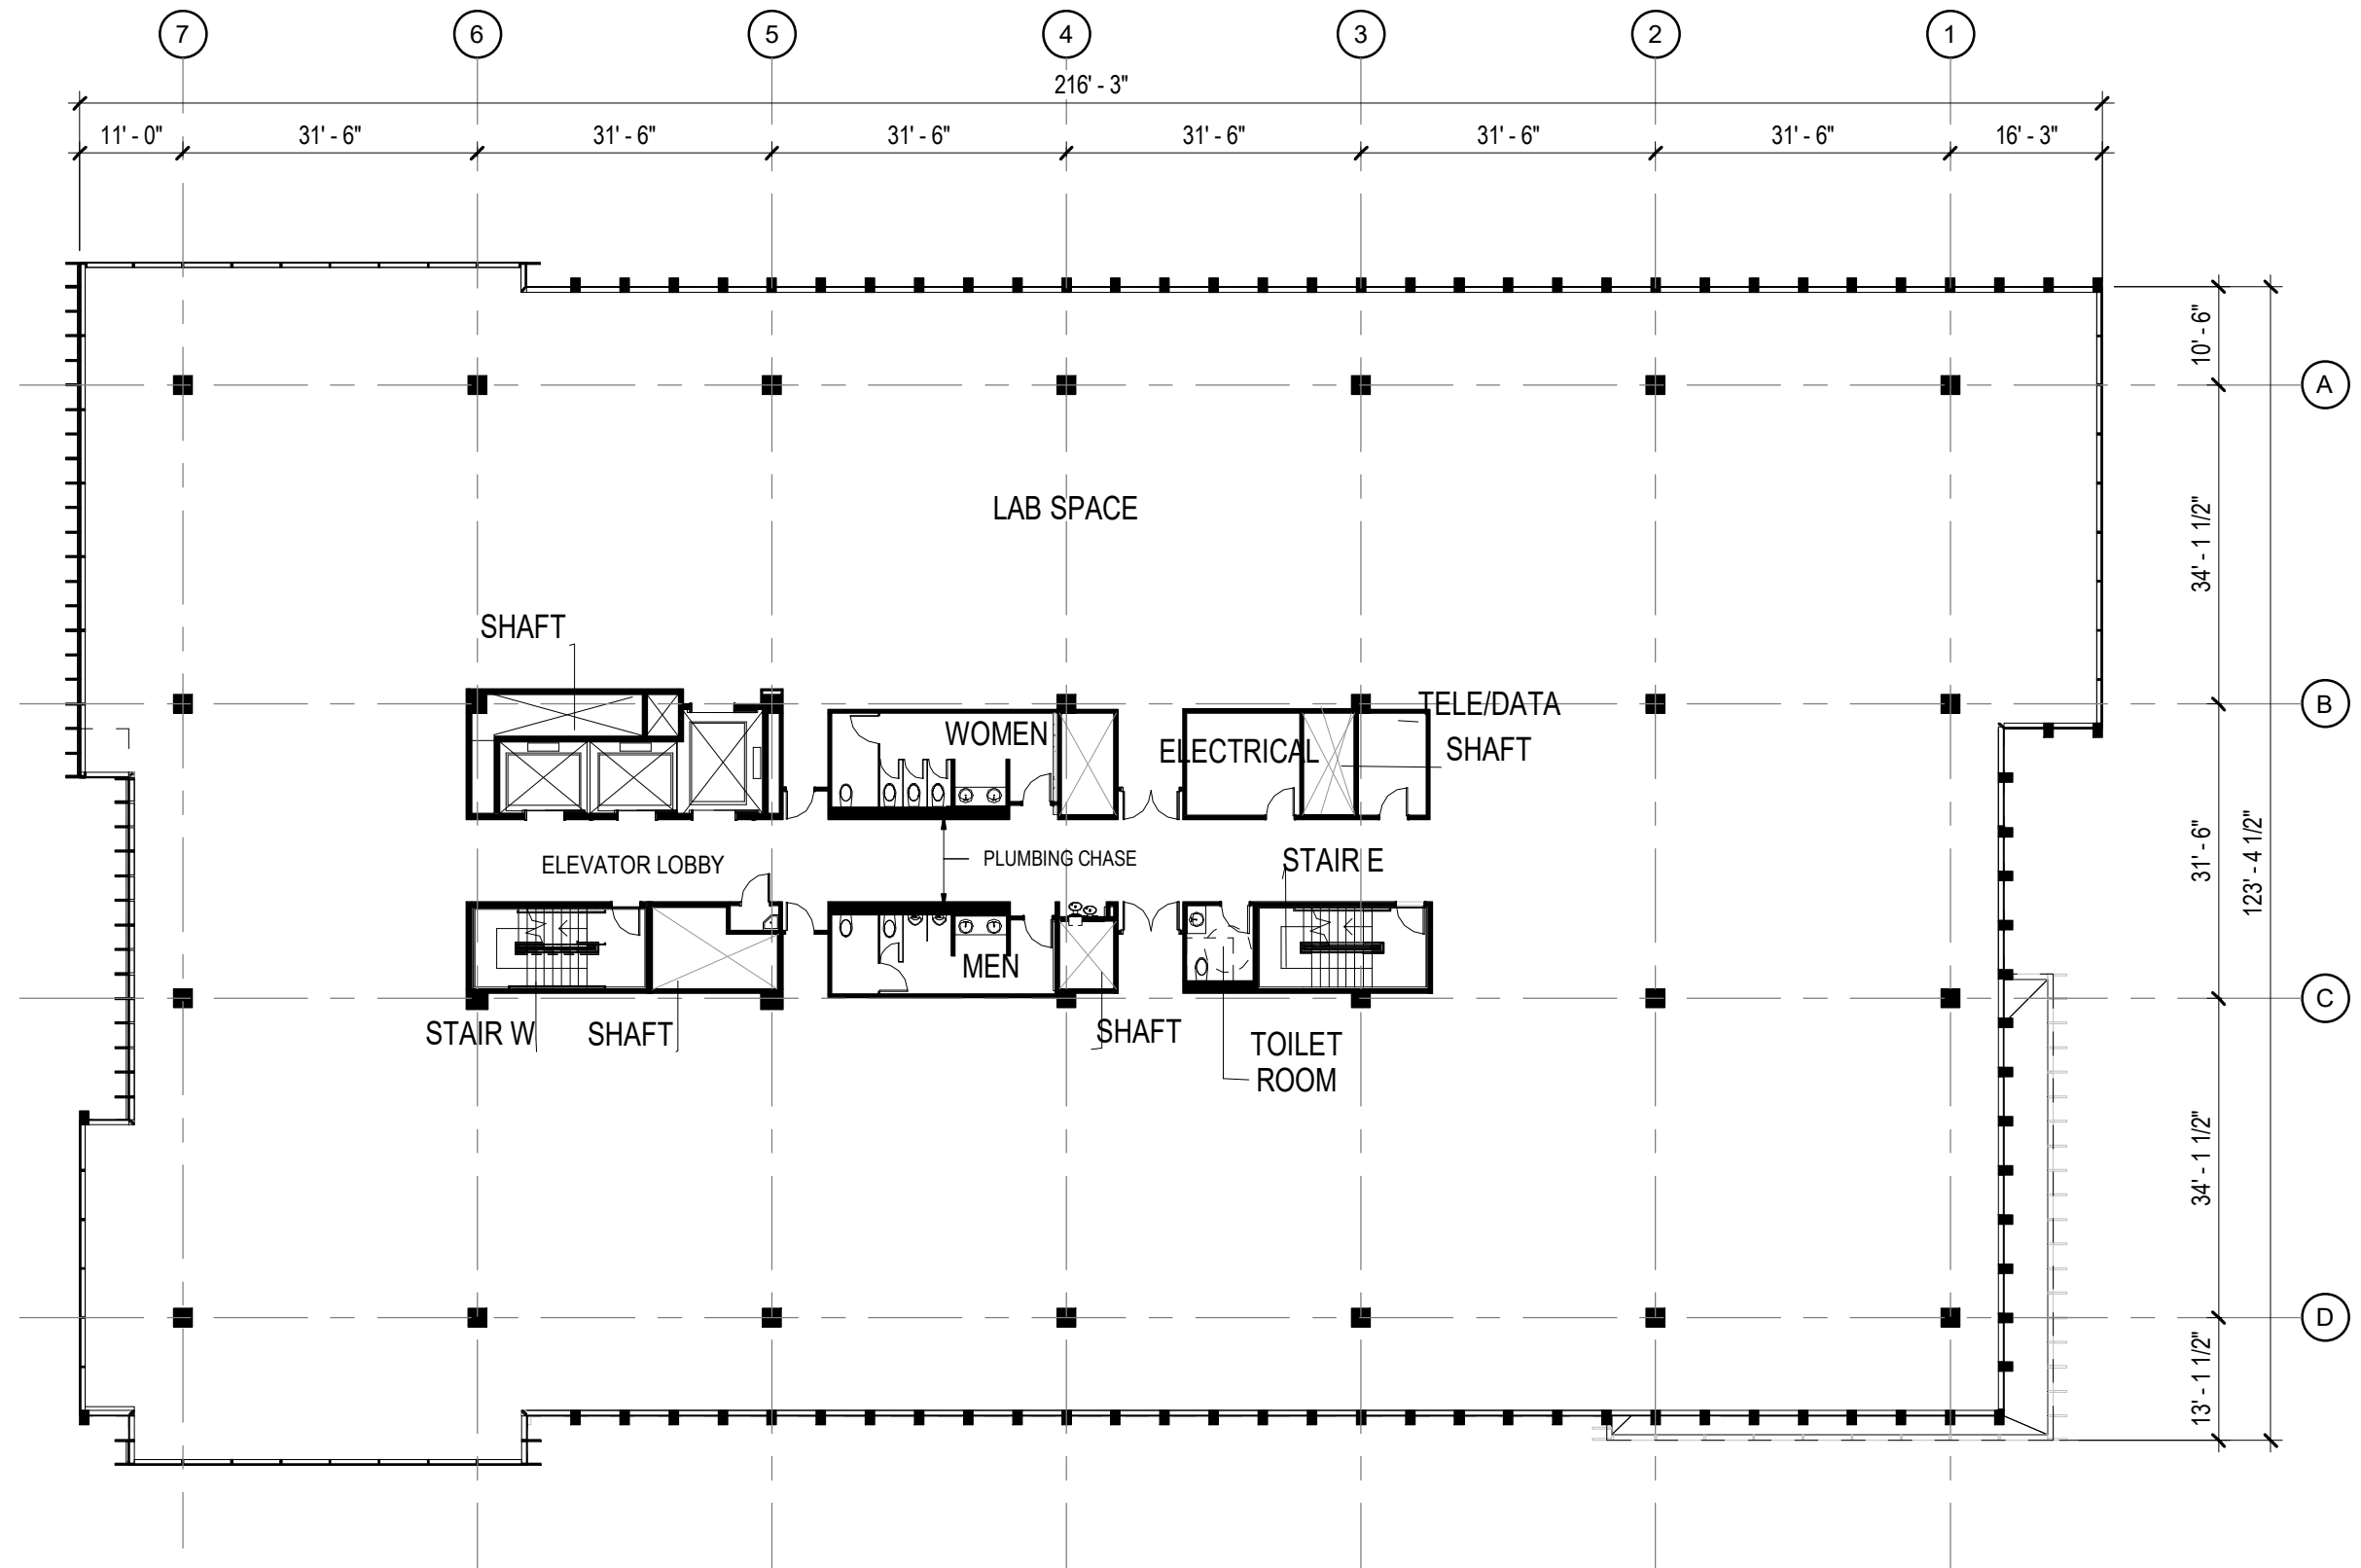 7 6 5 4 3 2 1
216' - 3"
11' - 0" 31' - 6" 31' - 6" 31' - 6" 31' - 6" 31' - 6" 31' - 6" 16' - 3"
10' - 6"
A
LAB SPACE
34' - 1 1/2"
SHAFT
TELE/DATA
B
WOMEN
ELECTRICAL
SHAFT
31' - 6"
123' - 4 1/2"
ELEVATOR LOBBY
PLUMBING CHASE
STAIR E
MEN
C
STAIR W
SHAFT
SHAFT
TOILET
ROOM
34' - 1 1/2"
D
13' - 1 1/2"